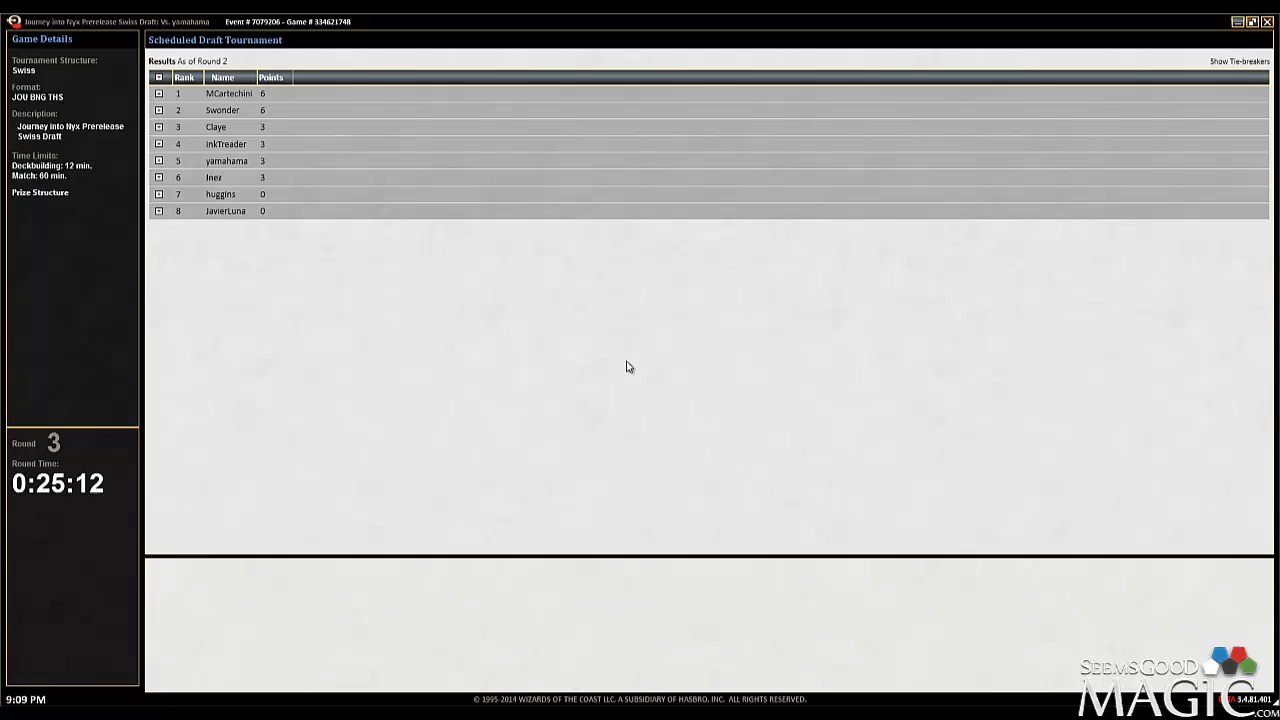 Journey into Nyx Prerelease Swiss Draft: Vs. yamahama Event # 7079206 - Game # 334621748
Game Details
Tournament Structure:
Swiss
Format:
JOU BNG THS
Description:
Journey into Nyx Prerelease
Swiss Draft
Time Limits:
Deckbuilding: 12 min.
Match: 60 min.
Prize Structure
Round 3
Round Time:
0:25:12
9:09 PM
Scheduled Draft Tournament
Results As of Round 2 Show Tie-breakers
Rank Name Points
1 MCartechini 6
2 Swonder 6
3 Claye 3
4 InkTreader 3
5 yamahama 3
6 Inez 3
7 huggins 0
8 JavierLuna 0
© 1995-2014 WIZARDS OF THE COAST LLC. A SUBSIDIARY OF HASBRO, INC. ALL RIGHTS RESERVED.
3.4.81.401
SEEMSGOOD
MAGIC
.COM